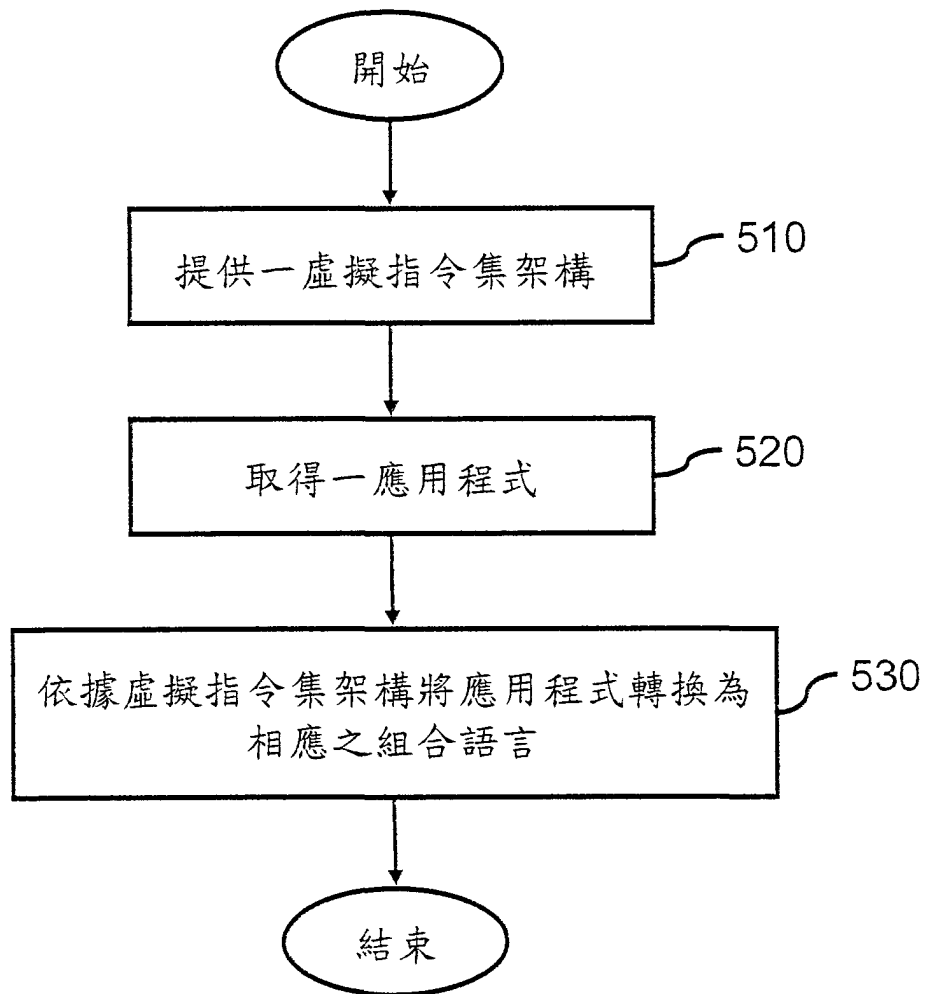 開始
提供一虛擬指令集架構
510
取得一應用程式
520
依據虛擬指令集架構將應用程式轉換為
相應之組合語言
530
結束